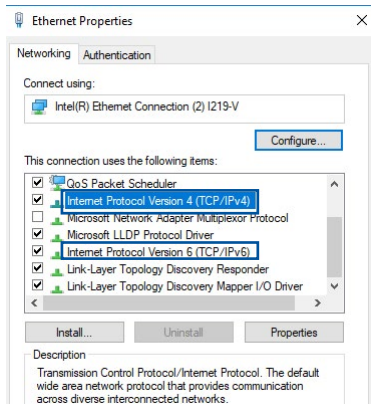 Ethernet Properties
Networking
Authentication
Connect using:
Intel(R) Ethernet Connection (2) I219-V
Configure...
This connection uses the following items:
QoS Packet Scheduler
Internet Protocol Version 4 (TCP/IPv4)
Microsoft Network Adapter Multiplexor Protocol
Microsoft LLDP Protocol Driver
Internet Protocol Version 6 (TCP/IPv6)
Link-Layer Topology Discovery Responder
Link-Layer Topology Discovery Mapper I/O Driver
Install...
Uninstall
Properties
Description
Transmission Control Protocol/Internet Protocol. The default
wide area network protocol that provides communication
across diverse interconnected networks.